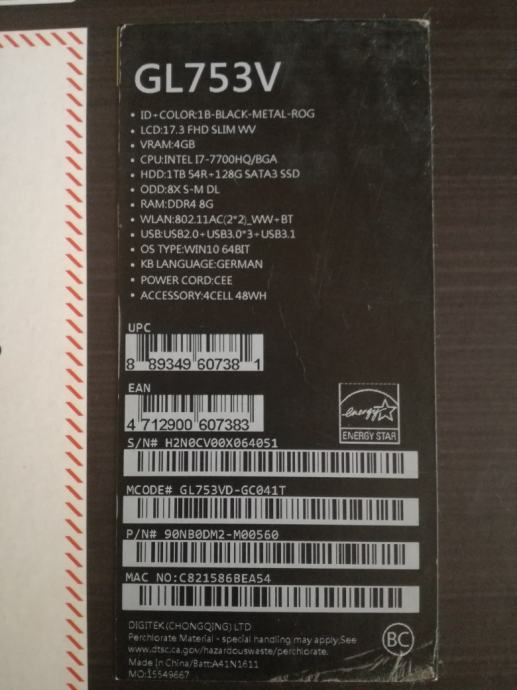 GL753V
• ID+COLOR:1B-BLACK-METAL-ROG
• LCD:17.3 FHD SLIM WV
• VRAM:4GB
• CPU:INTEL I7-7700HQ/BGA
• HDD:1TB 54R+128G SATA3 SSD
• ODD:8X S-M DL
• RAM:DDR4 8G
• WLAN:802.11AC(2*2)_WW+BT
• USB:USB2.0+USB3.0*3+USB3.1
• OS TYPE:WIN10 64BIT
• KB LANGUAGE:GERMAN
• POWER CORD:CEE
• ACCESSORY:4CELL 48WH
UPC
8 89349 60738 1
EAN
4 712900 607383
energy
ENERGY STAR
S/N# H2N0CV00X064051
MCODE# GL753VD-GC041T
P/N# 90NB0DM2-M00560
MAC NO:C821586BEA54
DIGITEK(CHONGQING) LTD
Perchlorate Material - special handling may apply.See
www.dtsc.ca.gov/hazardouswaste/perchlorate.
Made In China/Batt:A41N1611
MO:15549667
BC